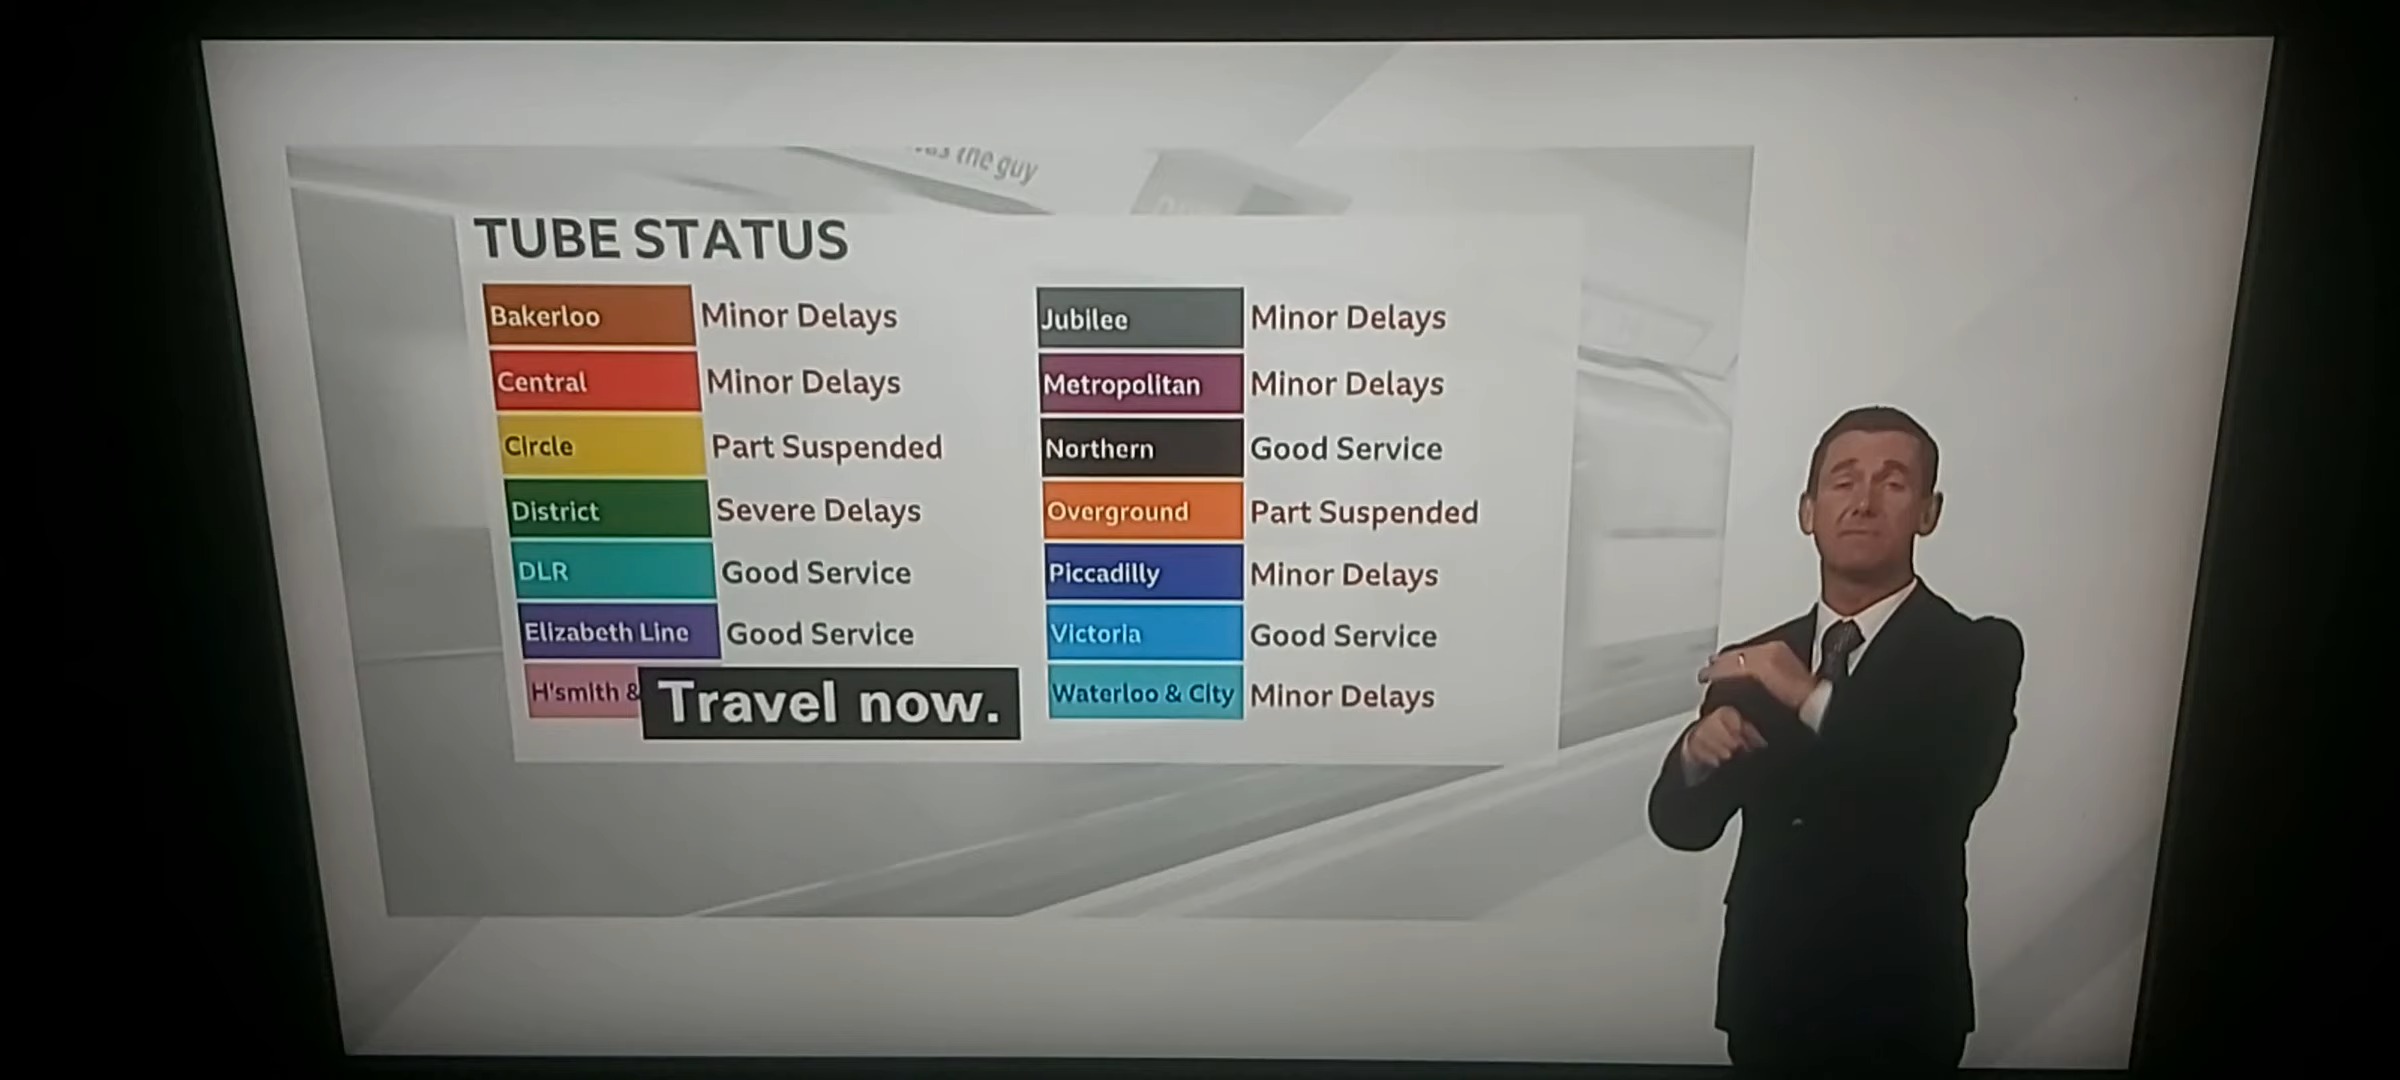 the guy
TUBE STATUS
Bakerloo Minor Delays
Central Minor Delays
Circle Part Suspended
District Severe Delays
DLR Good Service
Elizabeth Line Good Service
H'smith &
Travel now.
Jubilee Minor Delays
Metropolitan Minor Delays
Northern Good Service
Overground Part Suspended
Piccadilly Minor Delays
Victoria Good Service
Waterloo & City Minor Delays